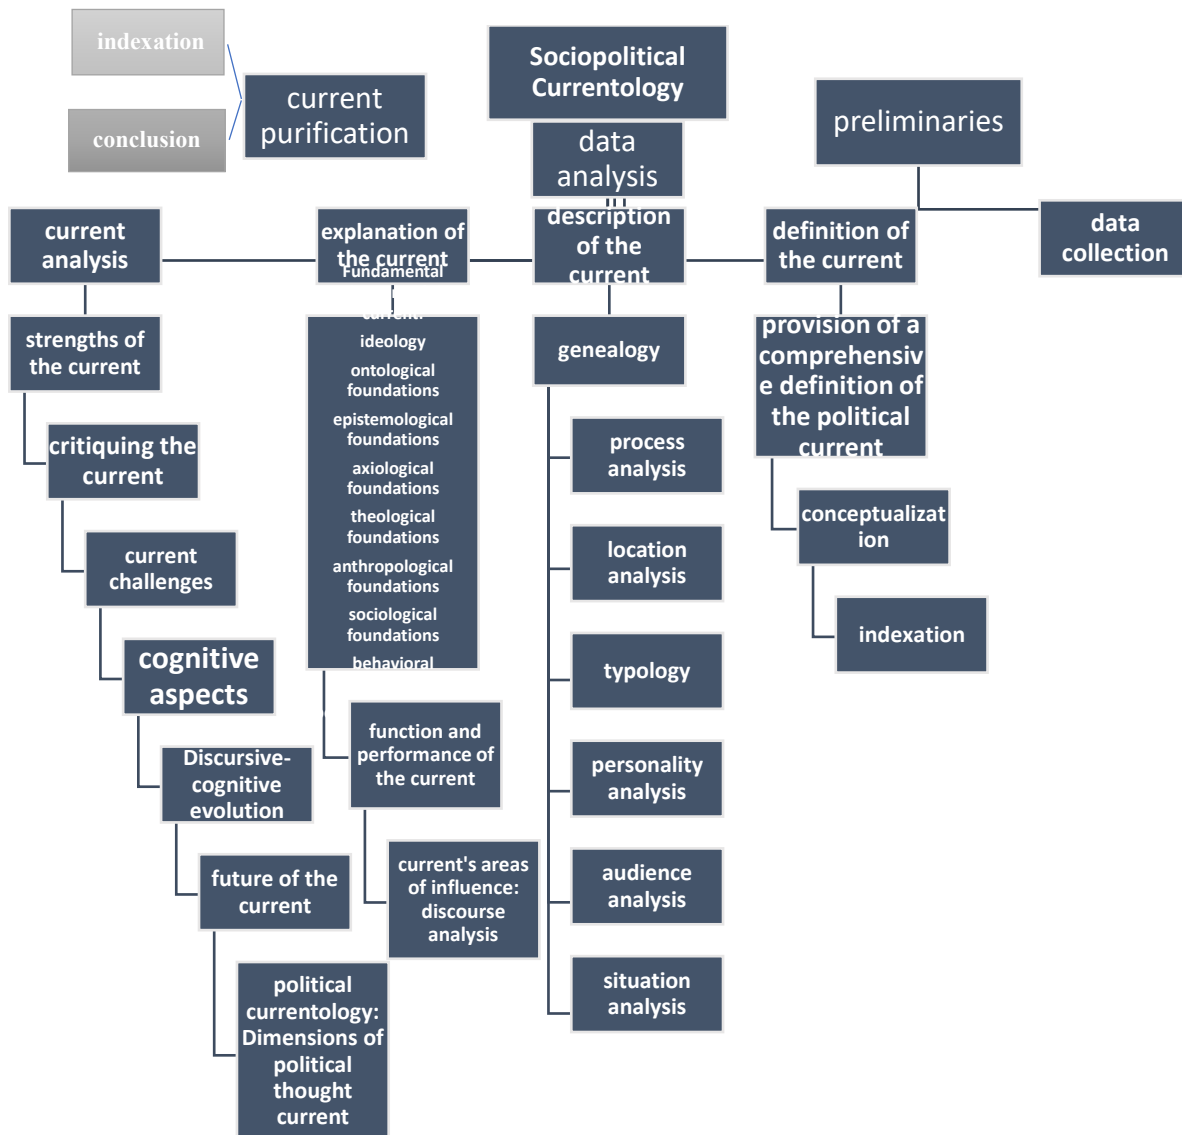 indexation
conclusion
current
purification
Sociopolitical
Currentology
data
analysis
preliminaries
data
collection
current
analysis
strengths of
the current
critiquing the
current
current
challenges
cognitive
aspects
Discursive-
cognitive
evolution
future of the
current
political
currentology:
Dimensions of
political
thought
current
explanation of
the current
Fundamental
current:
ideology
ontological
foundations
epistemological
foundations
axiological
foundations
theological
foundations
anthropological
foundations
sociological
foundations
behavioral
function and
performance of
the current
current's areas
of influence:
discourse
analysis
description
of the
current
genealogy
process
analysis
location
analysis
typology
personality
analysis
audience
analysis
situation
analysis
definition of
the current
provision of a
comprehensiv
e definition of
the political
current
conceptualizat
ion
indexation